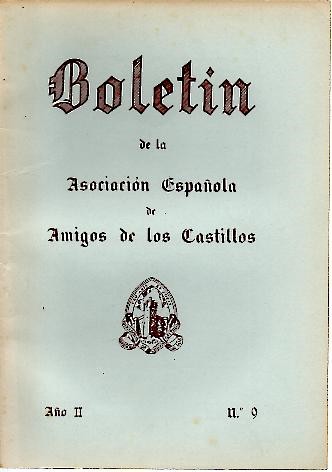 Boletin
de la
Asociación Española
de
Amigos de los Castillos
Año II
N.º 9